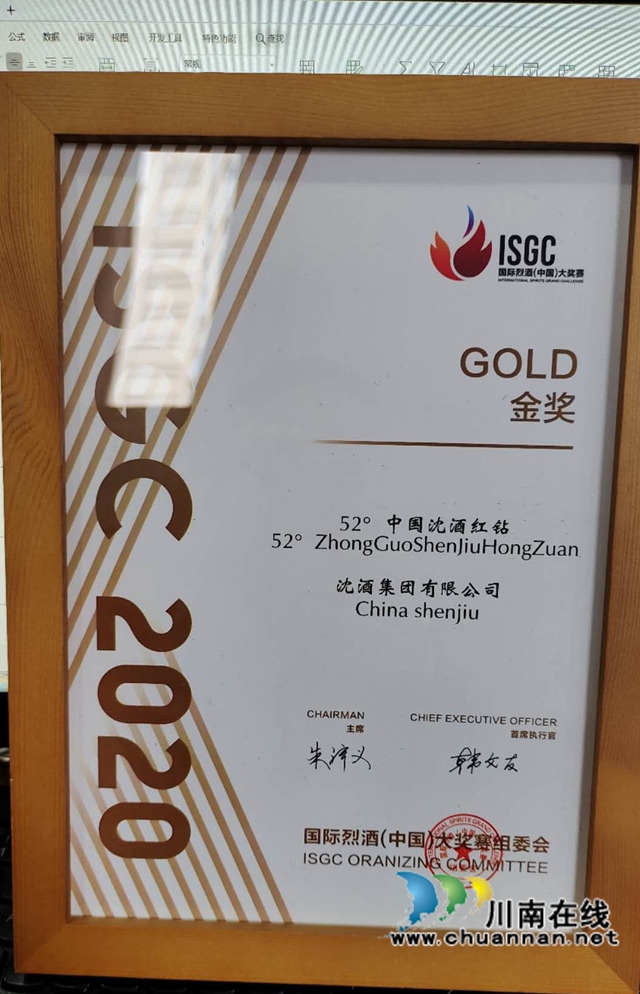 公式 数据 审阅 视图 开发工具 特色功能 查找
常规
ISGC 2020
ISGC
国际烈酒(中国)大奖赛
INTERNATIONAL SPIRITS GRAND CHALLENGE
GOLD
金奖
52° 中国沈酒红钻
52° ZhongGuoShenJiuHongZuan
沈酒集团有限公司
China shenjiu
CHAIRMAN
主席
CHIEF EXECUTIVE OFFICER
首席执行官
国际烈酒(中国)大奖赛组委会
ISGC ORANIZING COMMITTEE
川南在线
www.chuannan.net